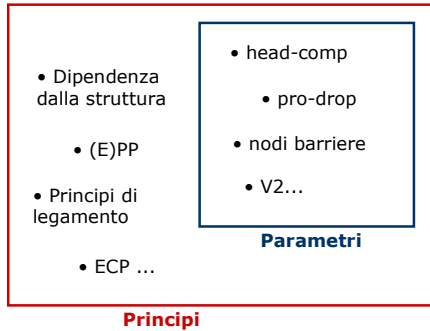 • Dipendenza
dalla struttura
• (E)PP
• Principi di
legamento
• ECP ...
• head-comp
• pro-drop
• nodi barriere
• V2...
Parametri
Principi